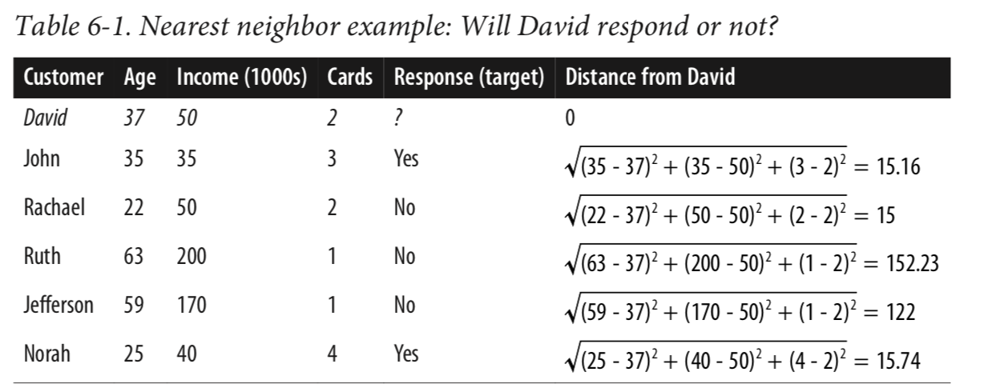 Table 6-1. Nearest neighbor example: Will David respond or not?
Customer Age Income (1000s) Cards Response (target) Distance from David
David 37 50 2 ? 0
John 35 35 3 Yes √(35 - 37)² + (35 - 50)² + (3 - 2)² = 15.16
Rachael 22 50 2 No √(22 - 37)² + (50 - 50)² + (2 - 2)² = 15
Ruth 63 200 1 No √(63 - 37)² + (200 - 50)² + (1 - 2)² = 152.23
Jefferson 59 170 1 No √(59 - 37)² + (170 - 50)² + (1 - 2)² = 122
Norah 25 40 4 Yes √(25 - 37)² + (40 - 50)² + (4 - 2)² = 15.74